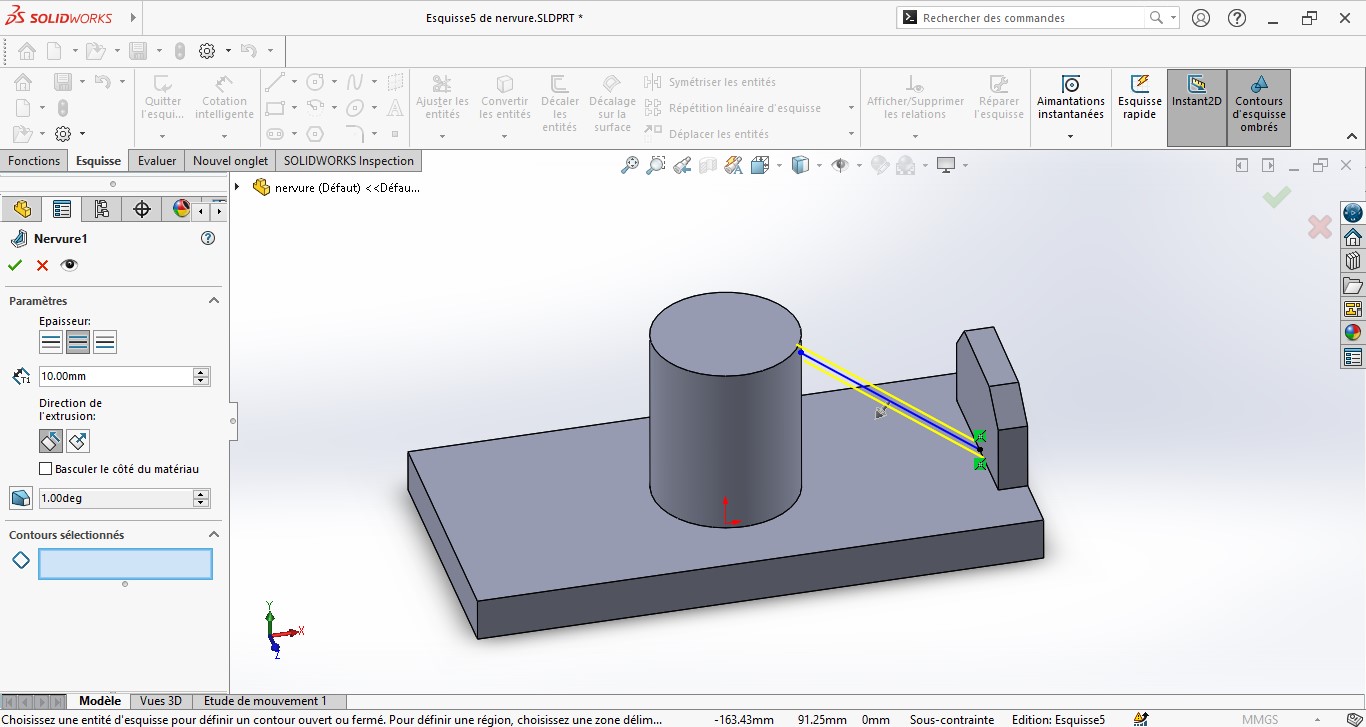 SOLIDWORKS
Esquisse5 de nervure.SLDPRT *
Rechercher des commandes
Quitter l'esqui...
Cotation intelligente
Ajuster les entités
Convertir les entités
Décaler les entités
Décalage sur la surface
Symétriser les entités
Répétition linéaire d'esquisse
Déplacer les entités
Afficher/Supprimer les relations
Réparer l'esquisse
Aimantations instantanées
Esquisse rapide
Instant2D
Contours d'esquisse ombrés
Fonctions
Esquisse
Evaluer
Nouvel onglet
SOLIDWORKS Inspection
nervure (Défaut) <<Défau...
Nervure1
Paramètres
Epaisseur:
T1
10.00mm
Direction de
l'extrusion:
Basculer le côté du matériau
1.00deg
Contours sélectionnés
Y
X
Z
Modèle
Vues 3D
Etude de mouvement 1
Choisissez une entité d'esquisse pour définir un contour ouvert ou fermé. Pour définir une région, choisissez une zone délim...
-163.43mm
91.25mm
0mm
Sous-contrainte
Edition: Esquisse5
MMGS